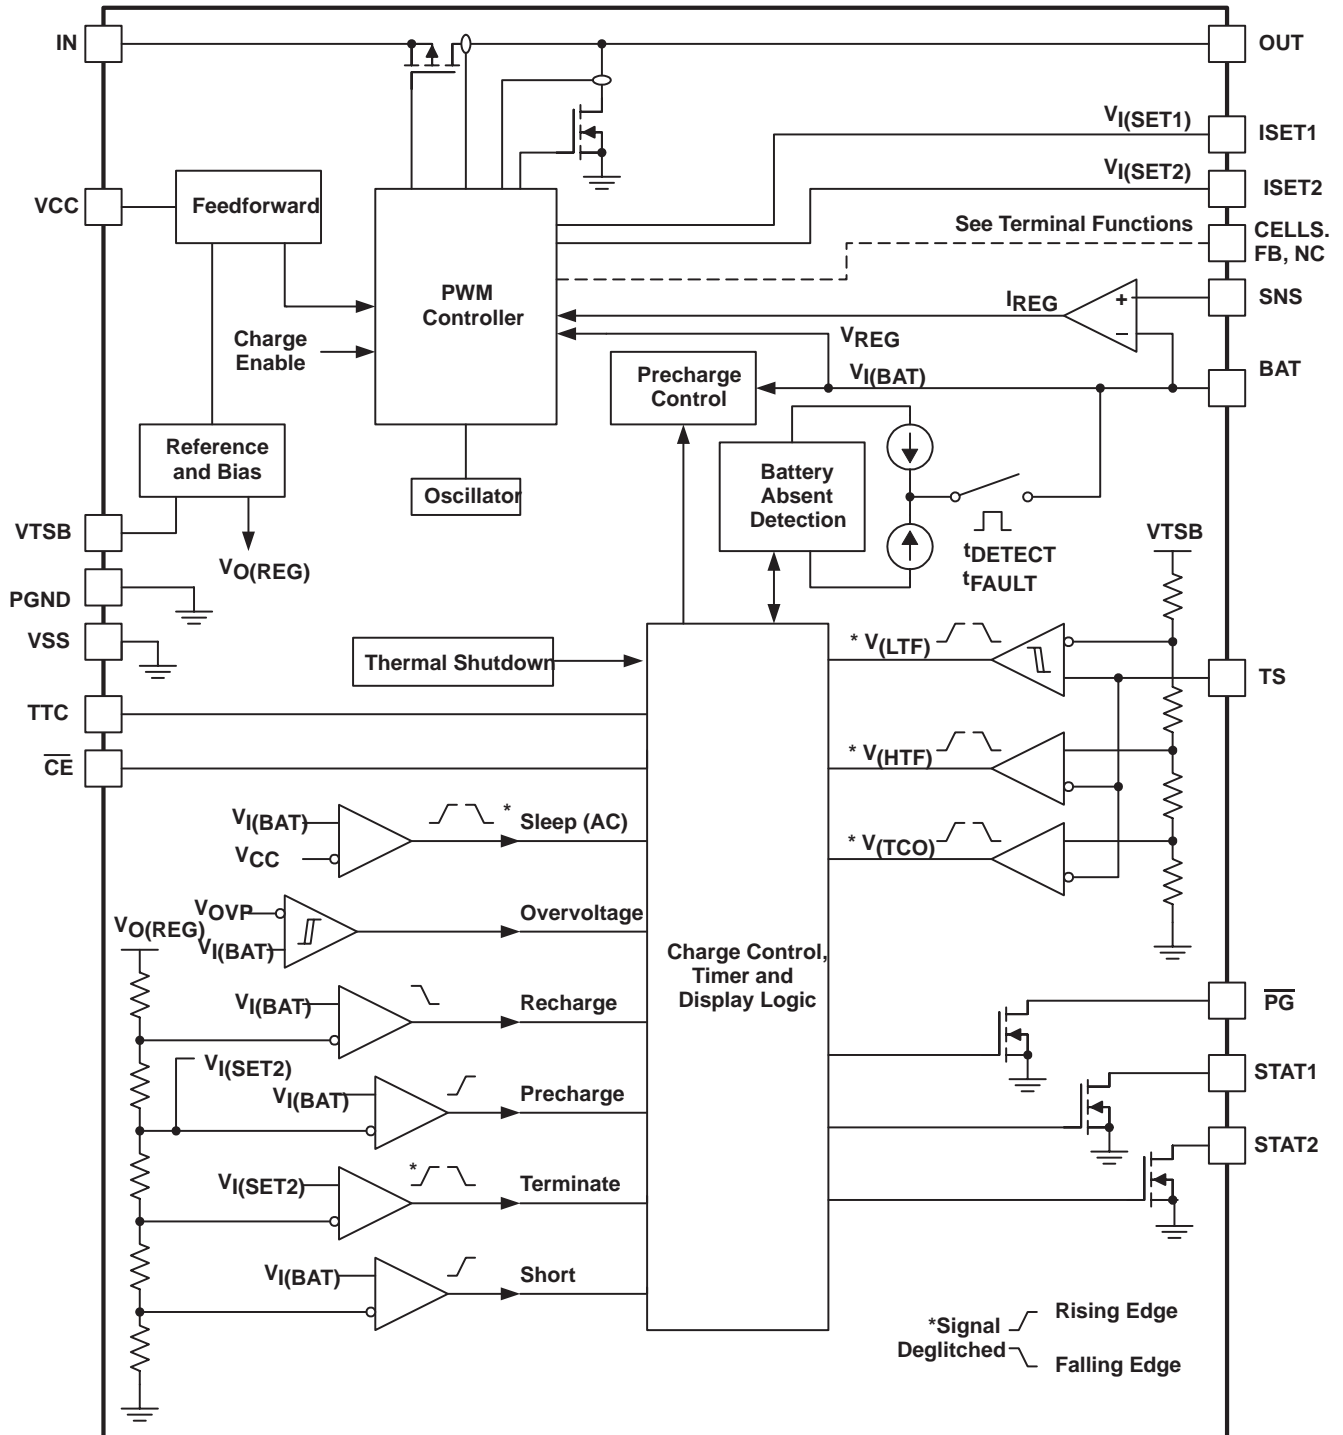 IN
OUT
VI(SET1)
ISET1
VI(SET2)
ISET2
VCC
Feedforward
See Terminal Functions
CELLS.
FB, NC
PWM
Controller
IREG
+
−
SNS
Charge
Enable
VREG
Precharge
Control
VI(BAT)
BAT
Reference
and Bias
Oscillator
Battery
Absent
Detection
VTSB
VO(REG)
tDETECT
tFAULT
VTSB
PGND
VSS
Thermal Shutdown
* V(LTF)
TS
TTC
CE
* V(HTF)
VI(BAT)
VCC
* Sleep (AC)
* V(TCO)
VOVP
VO(REG)
VI(BAT)
Overvoltage
Charge Control,
Timer and
Display Logic
VI(BAT)
Recharge
PG
VI(SET2)
VI(BAT)
Precharge
STAT1
STAT2
VI(SET2)
*
Terminate
VI(BAT)
Short
*Signal
Deglitched
Rising Edge
Falling Edge